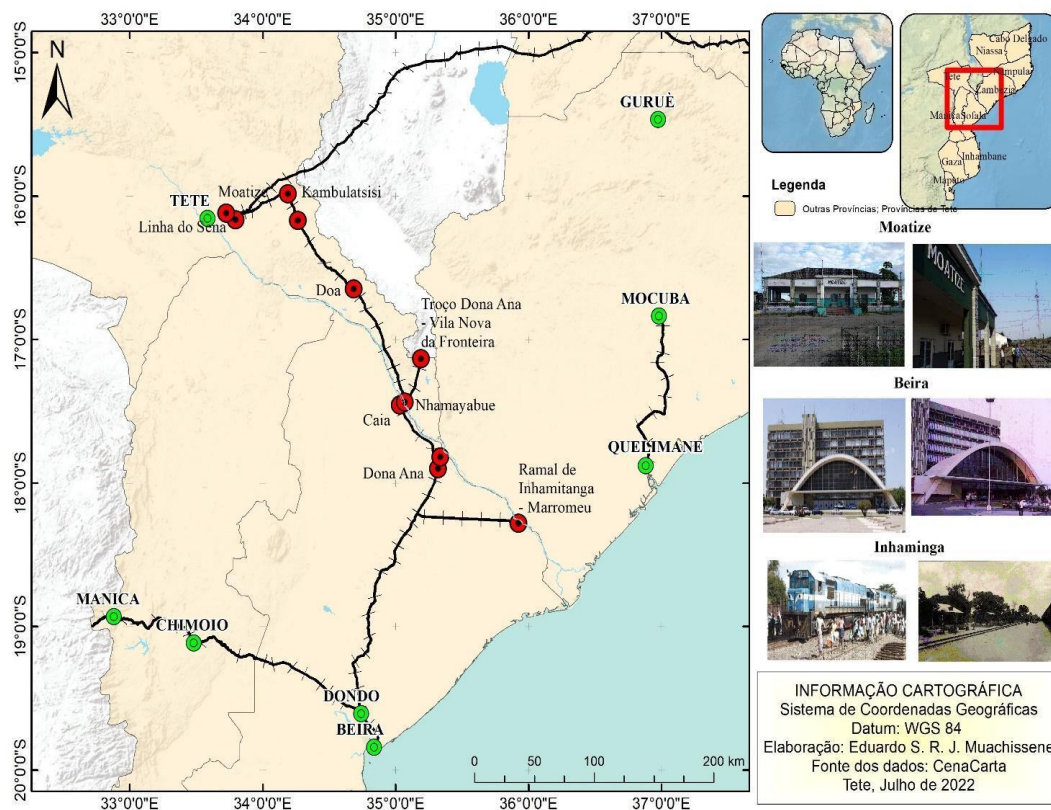 33°0'0"E
34°0'0"E
35°0'0"E
36°0'0"E
37°0'0"E
15°0'0"S
16°0'0"S
17°0'0"S
18°0'0"S
19°0'0"S
20°0'0"S
N
GURUÈ
Moatize
Kambulatsisi
TETE
Linha do Sena
Doa
Troço Dona Ana
- Vila Nova
da Fronteira
MOCUBA
Nhamayabue
Caia
QUELIMANE
Dona Ana
Ramal de
Inhamitanga
- Marromeu
MANICA
CHIMOIO
DONDO
BEIRA
0 50 100 200 km
33°0'0"E
34°0'0"E
35°0'0"E
36°0'0"E
37°0'0"E
Cabo Delgado
Niassa
Nampula
Tete
Zambezia
Manica
Sofala
Inhambane
Gaza
Maputo
Legenda
Outras Províncias; Províncias de Tete
Moatize
MOATIZE
MOATIZE
Beira
Inhaminga
INFORMAÇÃO CARTOGRÁFICA
Sistema de Coordenadas Geográficas
Datum: WGS 84
Elaboração: Eduardo S. R. J. Muachissene
Fonte dos dados: CenaCarta
Tete, Julho de 2022